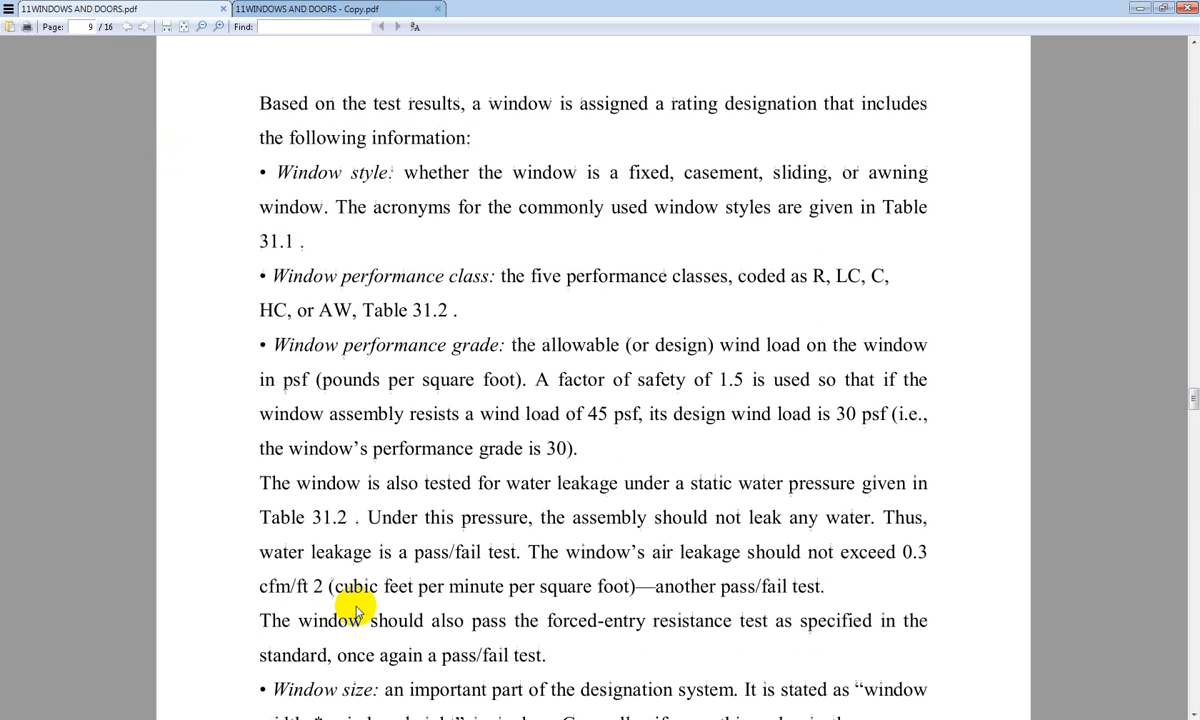 11WINDOWS AND DOORS.pdf
11WINDOWS AND DOORS - Copy.pdf
Page: 9 / 16 Find:
Based on the test results, a window is assigned a rating designation that includes
the following information:
• Window style: whether the window is a fixed, casement, sliding, or awning
window. The acronyms for the commonly used window styles are given in Table
31.1 .
• Window performance class: the five performance classes, coded as R, LC, C,
HC, or AW, Table 31.2 .
• Window performance grade: the allowable (or design) wind load on the window
in psf (pounds per square foot). A factor of safety of 1.5 is used so that if the
window assembly resists a wind load of 45 psf, its design wind load is 30 psf (i.e.,
the window’s performance grade is 30).
The window is also tested for water leakage under a static water pressure given in
Table 31.2 . Under this pressure, the assembly should not leak any water. Thus,
water leakage is a pass/fail test. The window’s air leakage should not exceed 0.3
cfm/ft 2 (cubic feet per minute per square foot)—another pass/fail test.
The window should also pass the forced-entry resistance test as specified in the
standard, once again a pass/fail test.
• Window size: an important part of the designation system. It is stated as “window